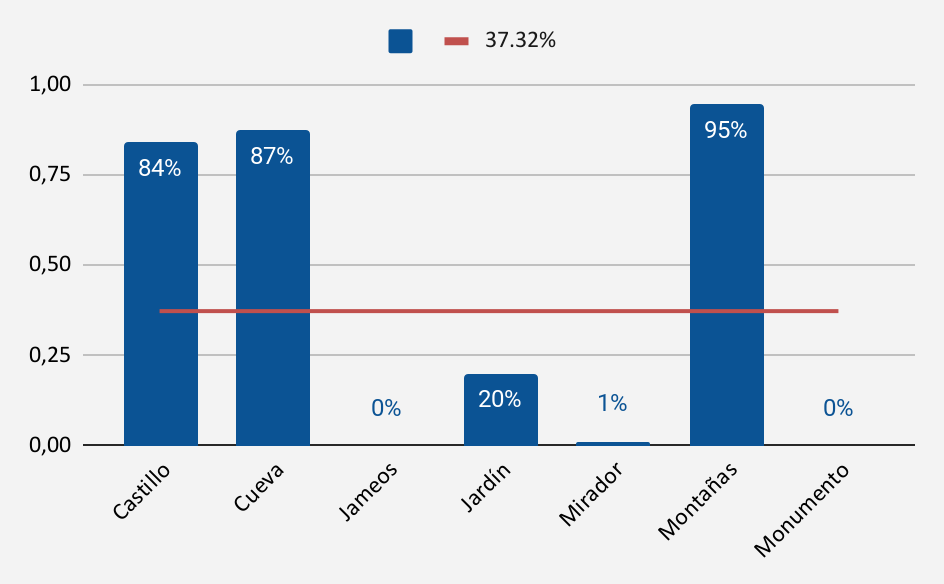 37.32%
1,00
0,75
0,50
0,25
0,00
84%
87%
0%
20%
1%
95%
0%
Castillo
Cueva
Jameos
Jardín
Mirador
Montañas
Monumento